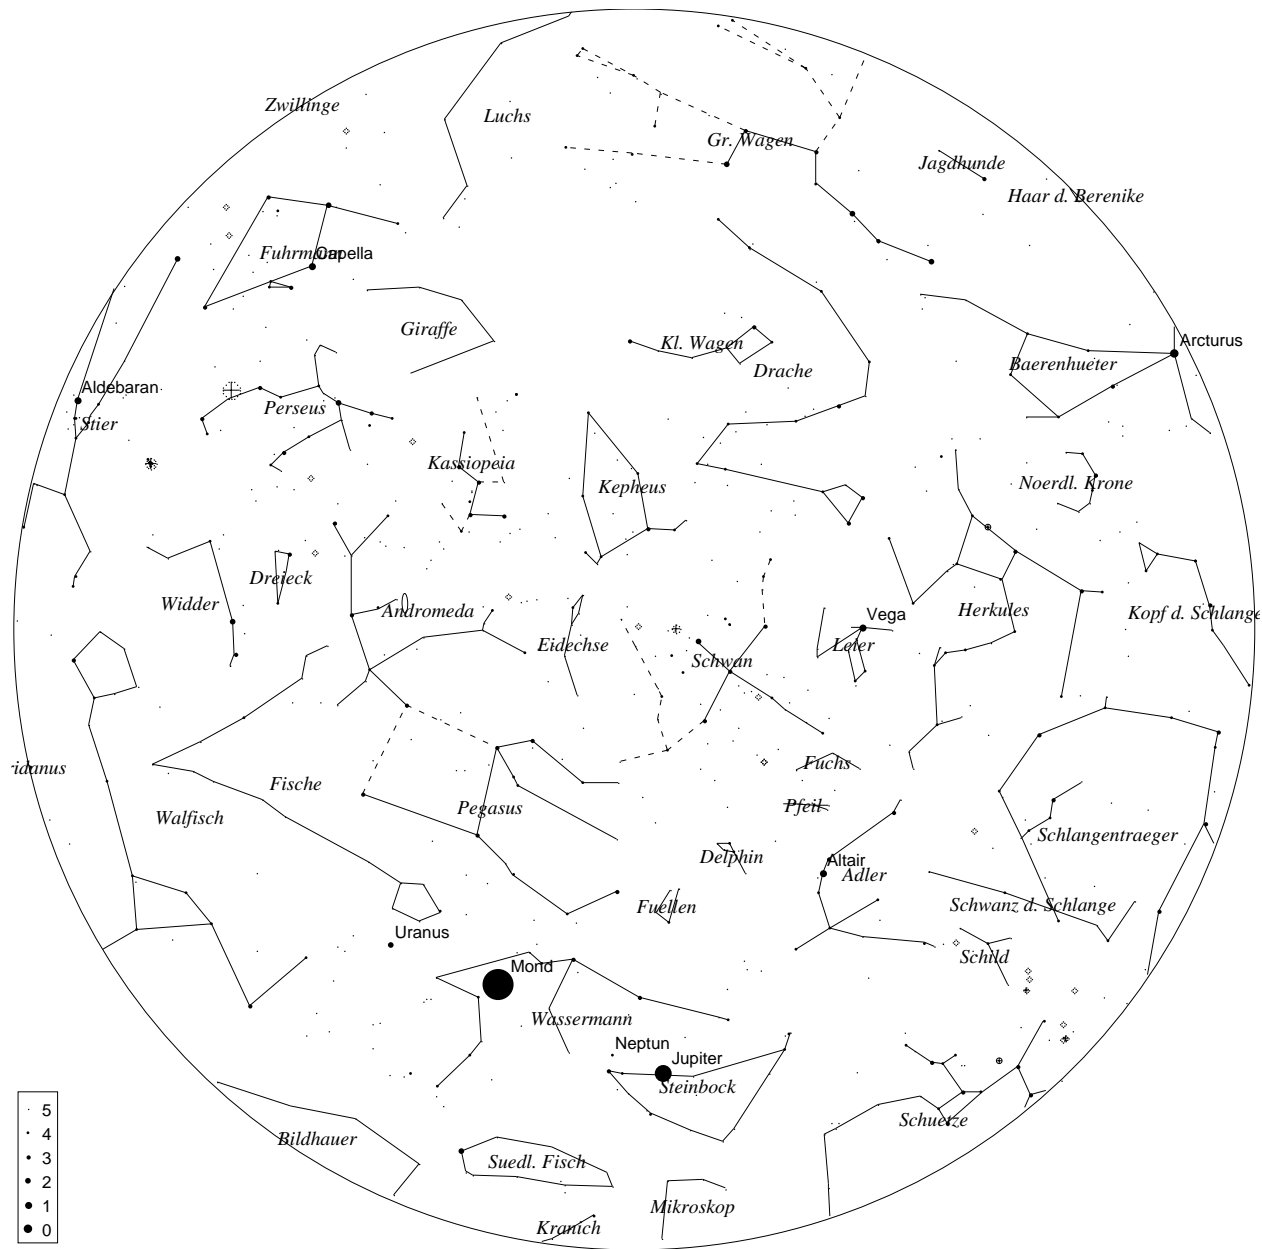 Zwillinge
Luchs
Gr. Wagen
Jagdhunde
Haar d. Berenike
Fuhrmann
Capella
Giraffe
Kl. Wagen
Drache
Arcturus
Baerenhueter
Aldebaran
Stier
Perseus
Kassiopeia
Kepheus
Noerdl. Krone
Dreieck
Widder
Andromeda
Eidechse
Schwan
Vega
Leier
Herkules
Kopf d. Schlange
ridanus
Fische
Walfisch
Pegasus
Fuchs
Pfeil
Schlangentraeger
Delphin
Altair
Adler
Fuellen
Schwanz d. Schlange
Uranus
Schild
Mond
Wassermann
Neptun
Jupiter
Steinbock
Schuetze
Bildhauer
Suedl. Fisch
Mikroskop
Kranich
5
4
3
2
1
0